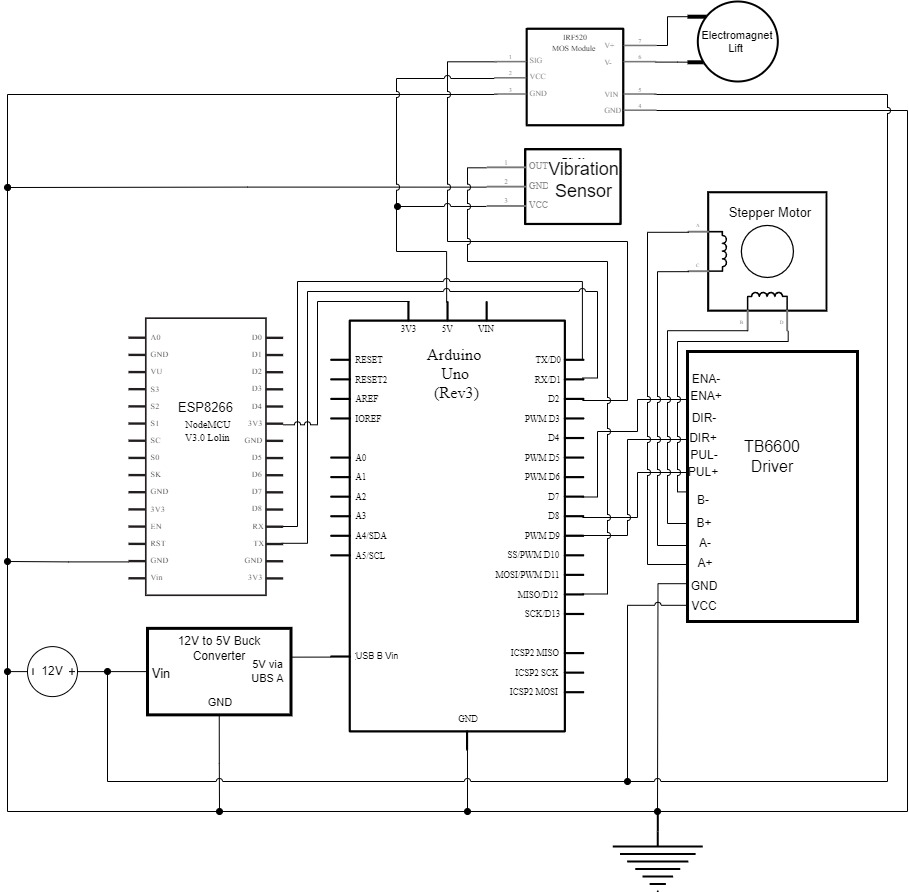 IRF520
MOS Module
SIG
VCC
GND
V+
V-
VIN
GND
1
2
3
7
6
5
4
Electromagnet
Lift
OUT
GND
VCC
1
2
3
Vibration
Sensor
Stepper Motor
A
C
B
D
ESP8266
NodeMCU
V3.0 Lolin
A0
GND
VU
S3
S2
S1
SC
S0
SK
GND
3V3
EN
RST
GND
Vin
D0
D1
D2
D3
D4
3V3
GND
D5
D6
D7
D8
RX
TX
GND
3V3
3V3
5V
VIN
Arduino
Uno
(Rev3)
RESET
RESET2
AREF
IOREF
A0
A1
A2
A3
A4/SDA
A5/SCL
USB B Vin
TX/D0
RX/D1
D2
PWM D3
D4
PWM D5
PWM D6
D7
D8
PWM D9
SS/PWM D10
MOSI/PWM D11
MISO/D12
SCK/D13
ICSP2 MISO
ICSP2 SCK
ICSP2 MOSI
GND
TB6600
Driver
ENA-
ENA+
DIR-
DIR+
PUL-
PUL+
B-
B+
A-
A+
GND
VCC
12V +
12V to 5V Buck
Converter
Vin
5V via
UBS A
GND